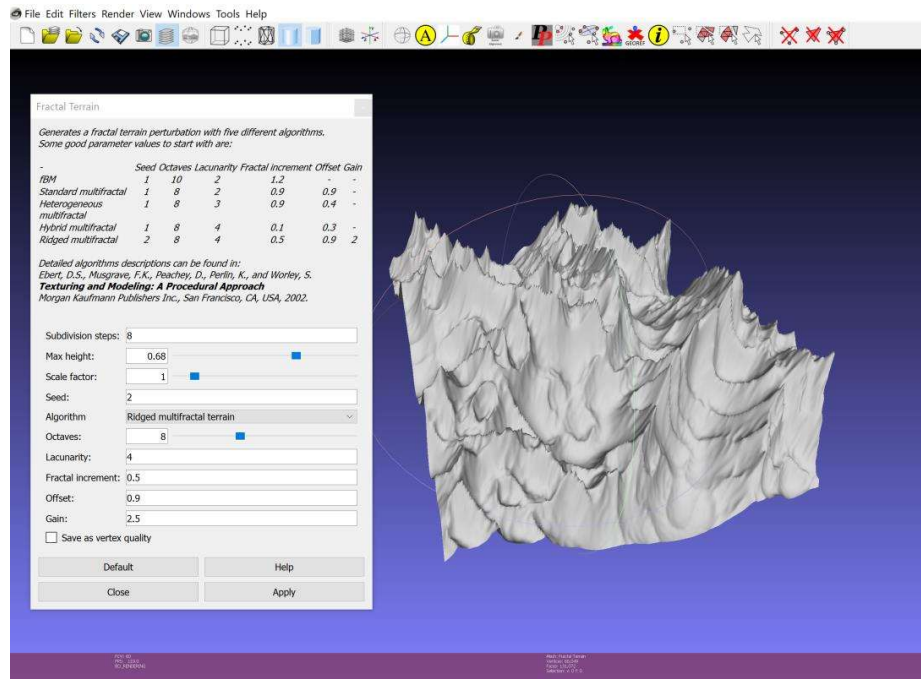 File Edit Filters Render View Windows Tools Help
A
PP
GEOREF
i
Fractal Terrain
Generates a fractal terrain perturbation with five different algorithms.
Some good parameter values to start with are:
- Seed Octaves Lacunarity Fractal increment Offset Gain
fBM 1 10 2 1.2 - -
Standard multifractal 1 8 2 0.9 0.9 -
Heterogeneous 1 8 3 0.9 0.4 -
multifractal
Hybrid multifractal 1 8 4 0.1 0.3 -
Ridged multifractal 2 8 4 0.5 0.9 2
Detailed algorithms descriptions can be found in:
Ebert, D.S., Musgrave, F.K., Peachey, D., Perlin, K., and Worley, S.
Texturing and Modeling: A Procedural Approach
Morgan Kaufmann Publishers Inc., San Francisco, CA, USA, 2002.
Subdivision steps: 8
Max height: 0.68
Scale factor: 1
Seed: 2
Algorithm Ridged multifractal terrain
Octaves: 8
Lacunarity: 4
Fractal increment: 0.5
Offset: 0.9
Gain: 2.5
Save as vertex quality
Default Help
Close Apply
Mesh: Fractal Terrain